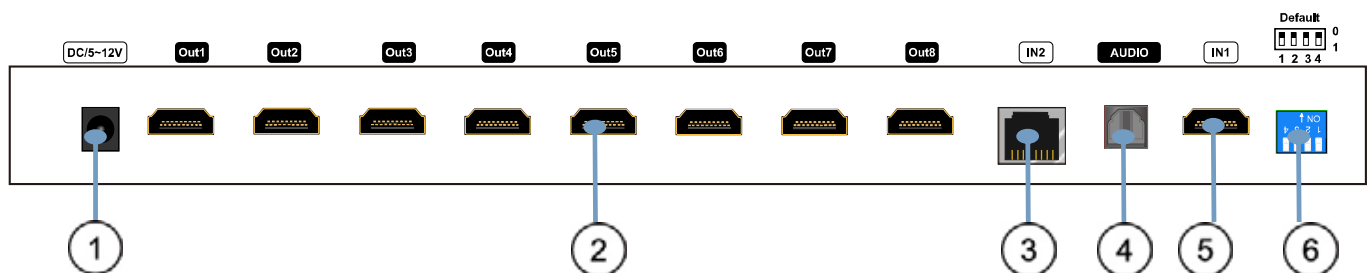 Default
0
1
1 2 3 4
DC/5~12V
Out1
Out2
Out3
Out4
Out5
Out6
Out7
Out8
IN2
AUDIO
IN1
ON
1
2
3
4
5
6